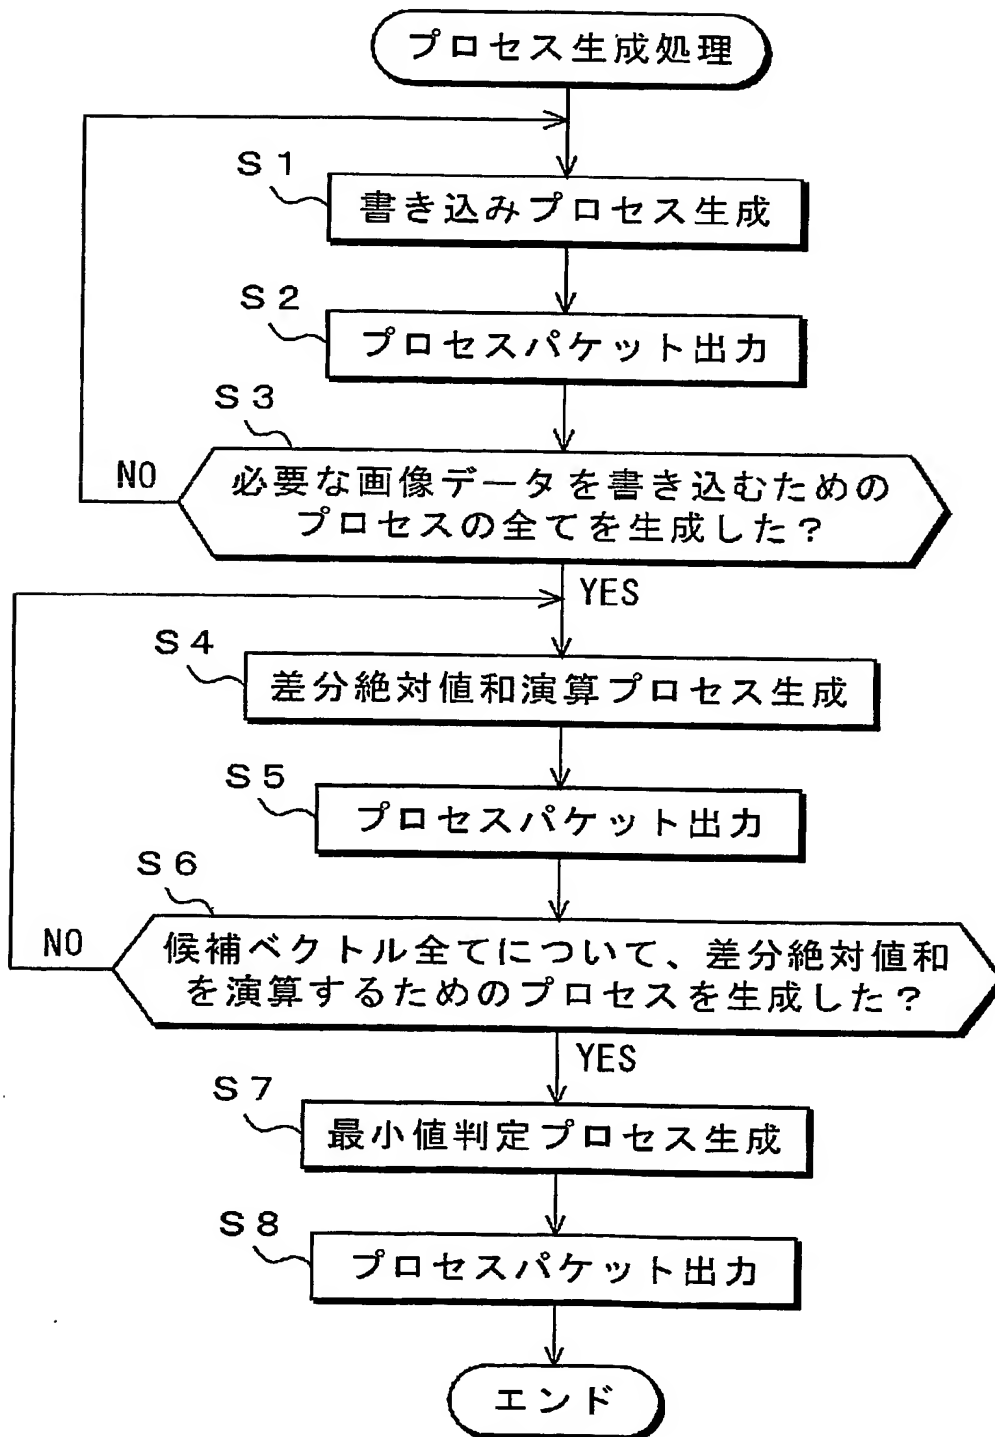 プロセス生成処理
S1
書き込みプロセス生成
S2
プロセスパケット出力
S3
NO
必要な画像データを書き込むための
プロセスの全てを生成した?
YES
S4
差分絶対値和演算プロセス生成
S5
プロセスパケット出力
S6
NO
候補ベクトル全てについて、差分絶対値和
を演算するためのプロセスを生成した?
YES
S7
最小値判定プロセス生成
S8
プロセスパケット出力
エンド